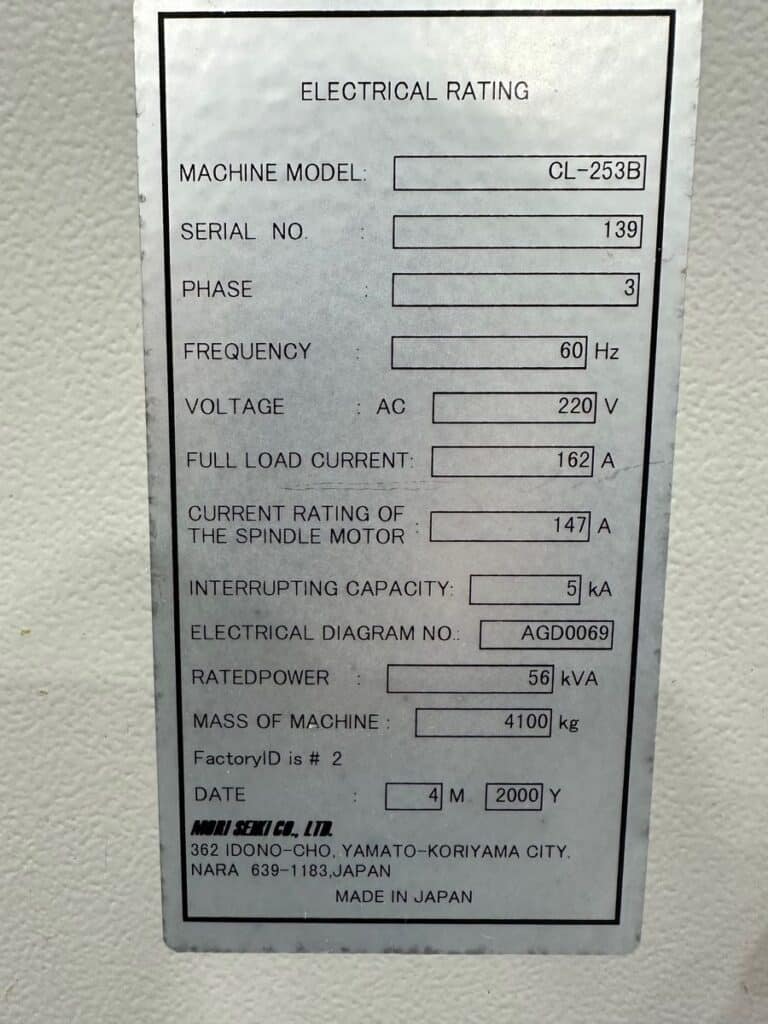 ELECTRICAL RATING
MACHINE MODEL: CL-253B
SERIAL NO. : 139
PHASE : 3
FREQUENCY : 60 Hz
VOLTAGE : AC 220 V
FULL LOAD CURRENT: 162 A
CURRENT RATING OF
THE SPINDLE MOTOR : 147 A
INTERRUPTING CAPACITY: 5 kA
ELECTRICAL DIAGRAM NO.: AGD0069
RATEDPOWER : 56 kVA
MASS OF MACHINE : 4100 kg
FactoryID is # 2
DATE : 4 M 2000 Y
MORI SEIKI CO., LTD.
362 IDONO-CHO, YAMATO-KORIYAMA CITY.
NARA 639-1183,JAPAN
MADE IN JAPAN